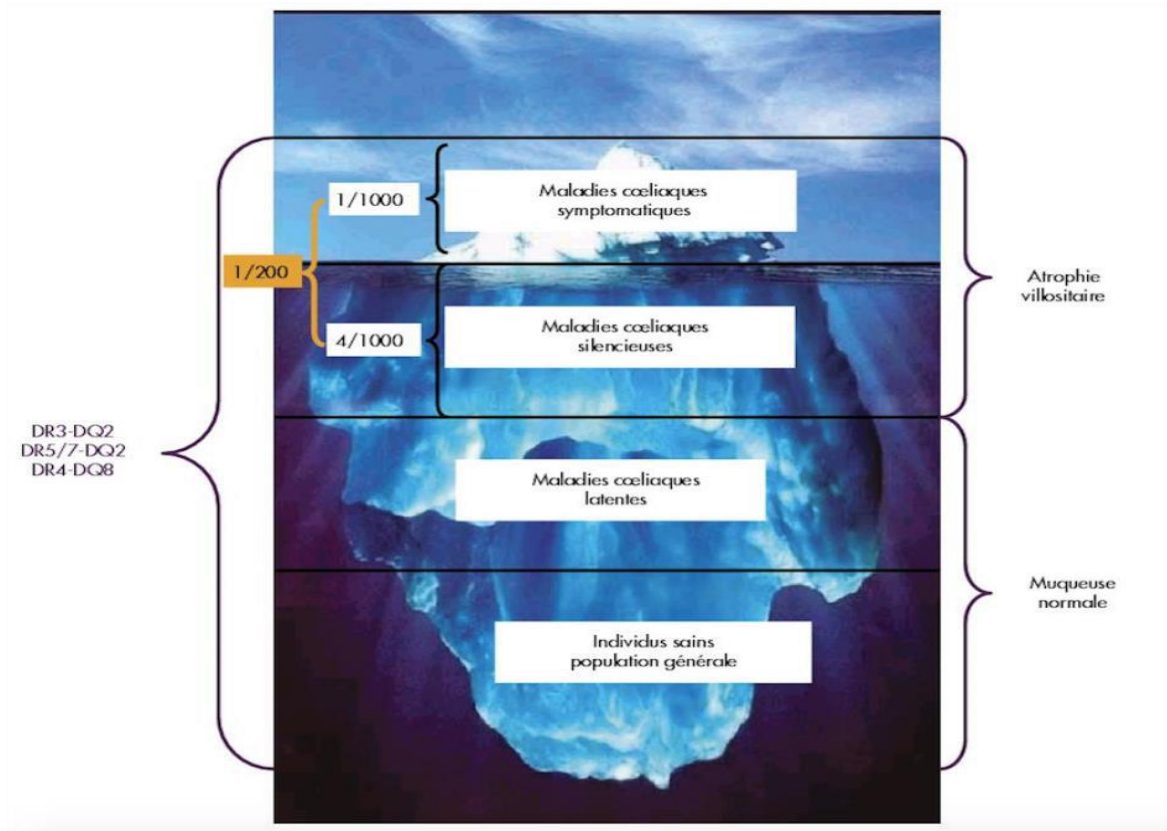 1/1000
Maladies cœliaques
symptomatiques
1/200
Atrophie
villositaire
4/1000
Maladies cœliaques
silencieuses
DR3-DQ2
DR5/7-DQ2
DR4-DQ8
Maladies cœliaques
latentes
Muqueuse
normale
Individus sains
population générale